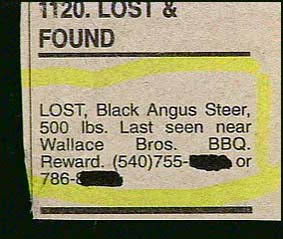 1120. LOST &
FOUND
LOST, Black Angus Steer,
500 lbs. Last seen near
Wallace Bros. BBQ.
Reward. (540)755- or
786-